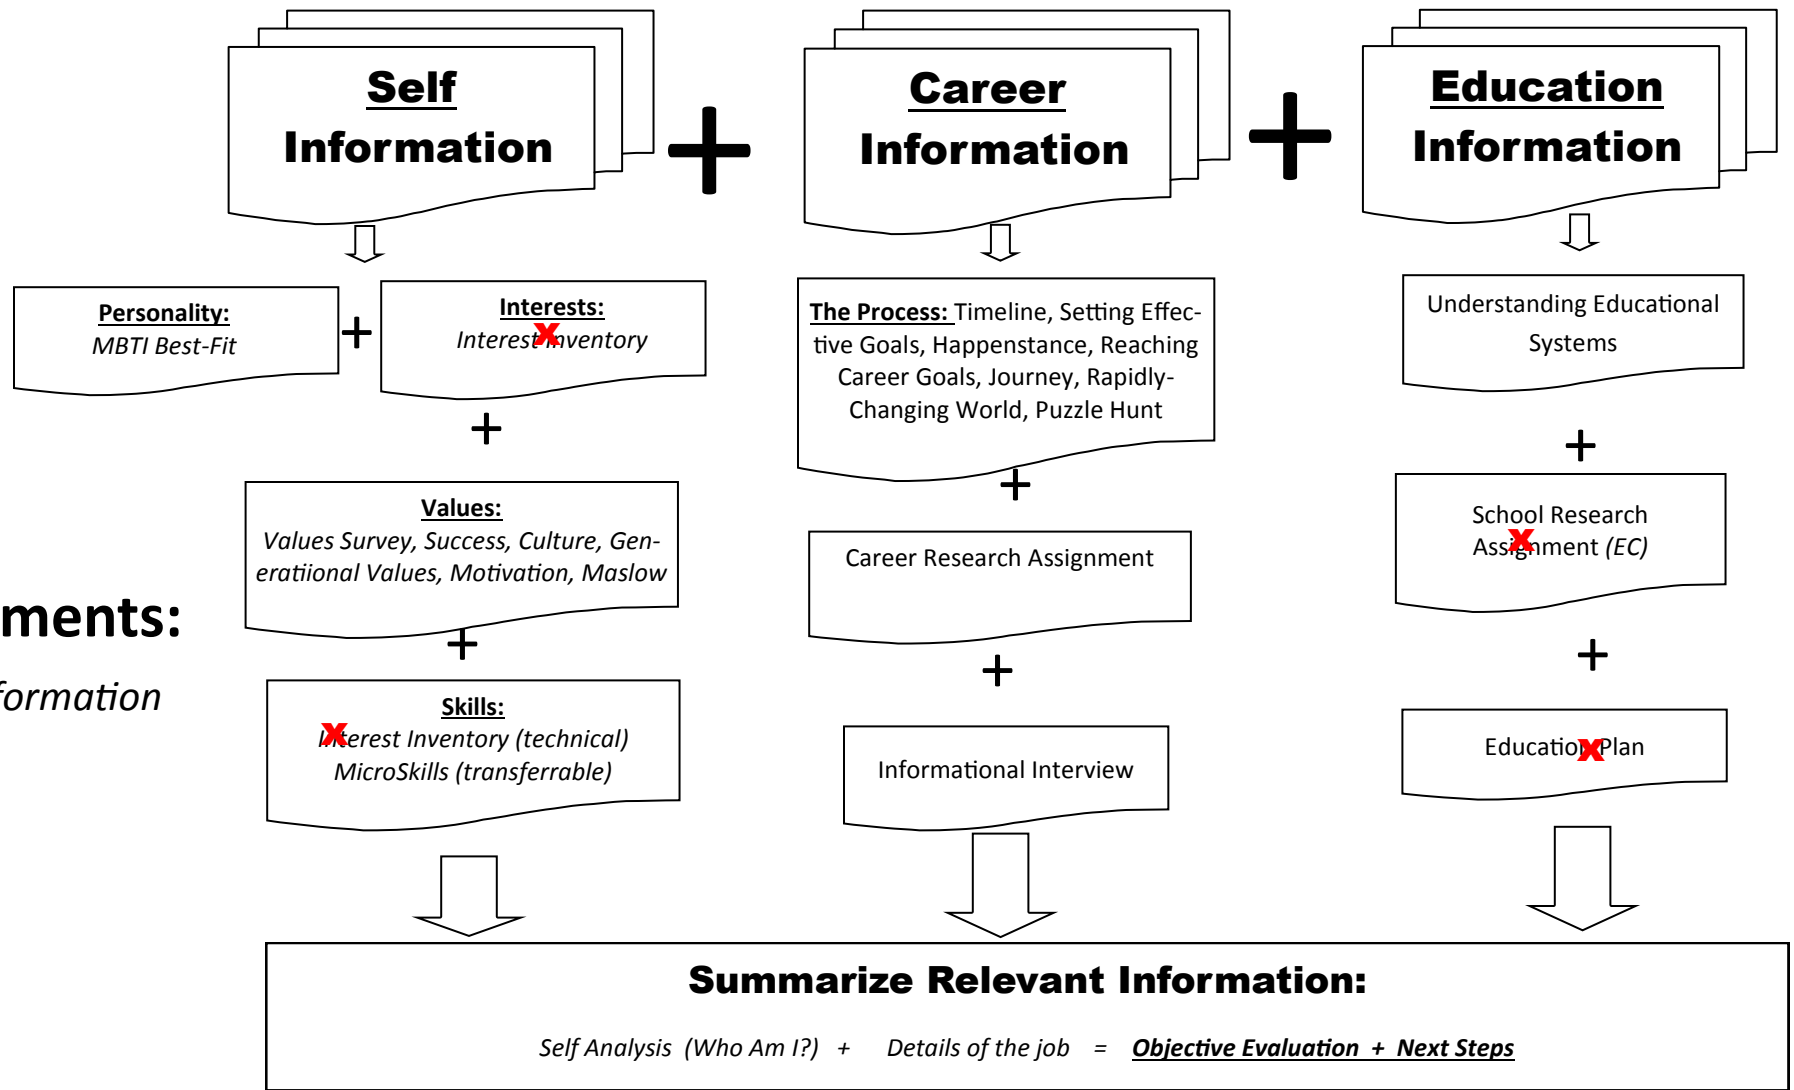 Self
Information
+
Career
Information
+
Education
Information
Personality:
MBTI Best-Fit
+
Interests:
Interest Inventory
x
+
Values:
Values Survey, Success, Culture, Gen-
eratiional Values, Motivation, Maslow
+
Skills:
Interest Inventory (technical)
x
MicroSkills (transferrable)
The Process: Timeline, Setting Effec-
tive Goals, Happenstance, Reaching
Career Goals, Journey, Rapidly-
Changing World, Puzzle Hunt
+
Career Research Assignment
+
Informational Interview
Understanding Educational
Systems
+
School Research
Assignment (EC)
x
+
Education Plan
x
ments:
formation
Summarize Relevant Information:
Self Analysis (Who Am I?) + Details of the job = Objective Evaluation + Next Steps